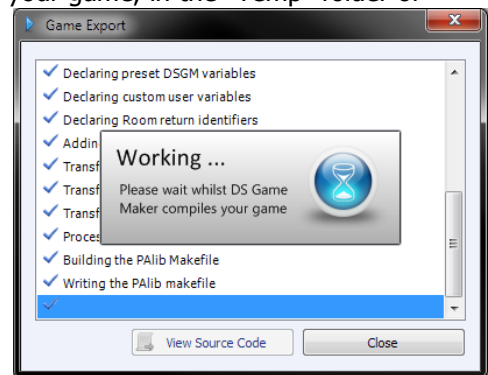 your game, in the "Temp" folder of
Game Export
Declaring preset DSGM variables
Declaring custom user variables
Declaring Room return identifiers
Working ...
Please wait whilst DS Game
Maker compiles your game
Building the PAlib Makefile
Writing the PAlib makefile
View Source Code
Close